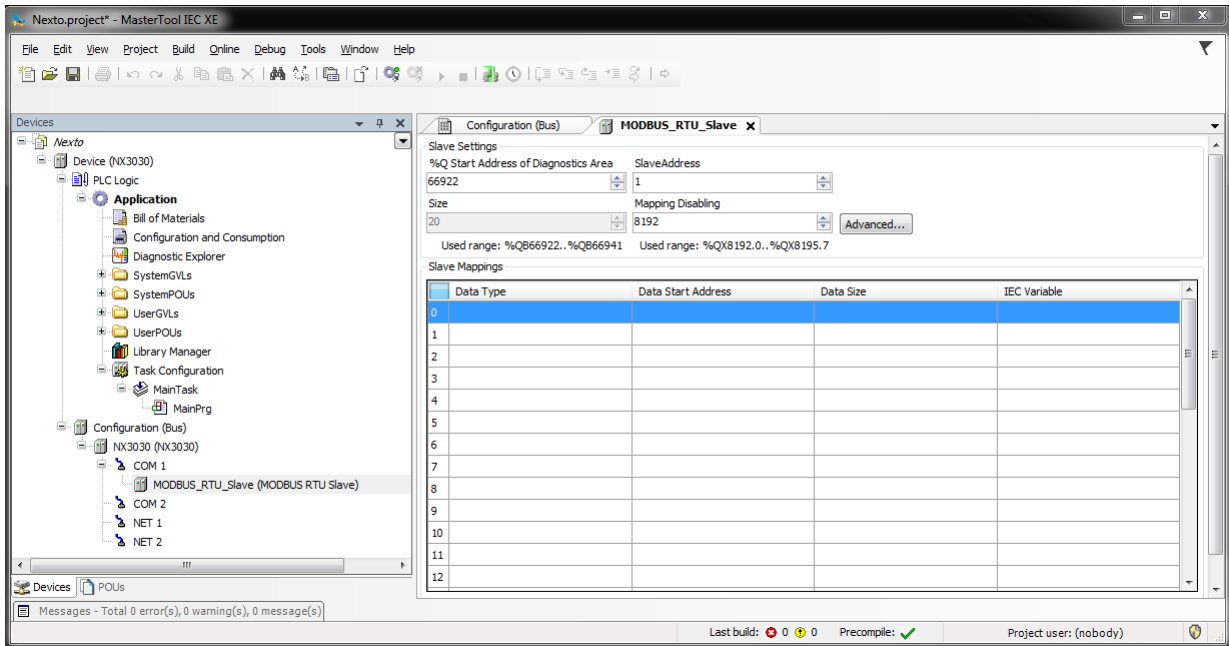 Nexto.project* - MasterTool IEC XE
File Edit View Project Build Online Debug Tools Window Help
Devices
Nexto
Device (NX3030)
PLC Logic
Application
Bill of Materials
Configuration and Consumption
Diagnostic Explorer
SystemGVLs
SystemPOUs
UserGVLs
UserPOUs
Library Manager
Task Configuration
MainTask
MainPrg
Configuration (Bus)
NX3030 (NX3030)
COM 1
MODBUS_RTU_Slave (MODBUS RTU Slave)
COM 2
NET 1
NET 2
Devices POUs
Configuration (Bus) MODBUS_RTU_Slave X
Slave Settings
%Q Start Address of Diagnostics Area SlaveAddress
66922 1
Size Mapping Disabling
20 8192 Advanced...
Used range: %QB66922..%QB66941 Used range: %QX8192.0..%QX8195.7
Slave Mappings
Data Type Data Start Address Data Size IEC Variable
0
1
2
3
4
5
6
7
8
9
10
11
12
Messages - Total 0 error(s), 0 warning(s), 0 message(s)
Last build: 0 0 Precompile: Project user: (nobody)